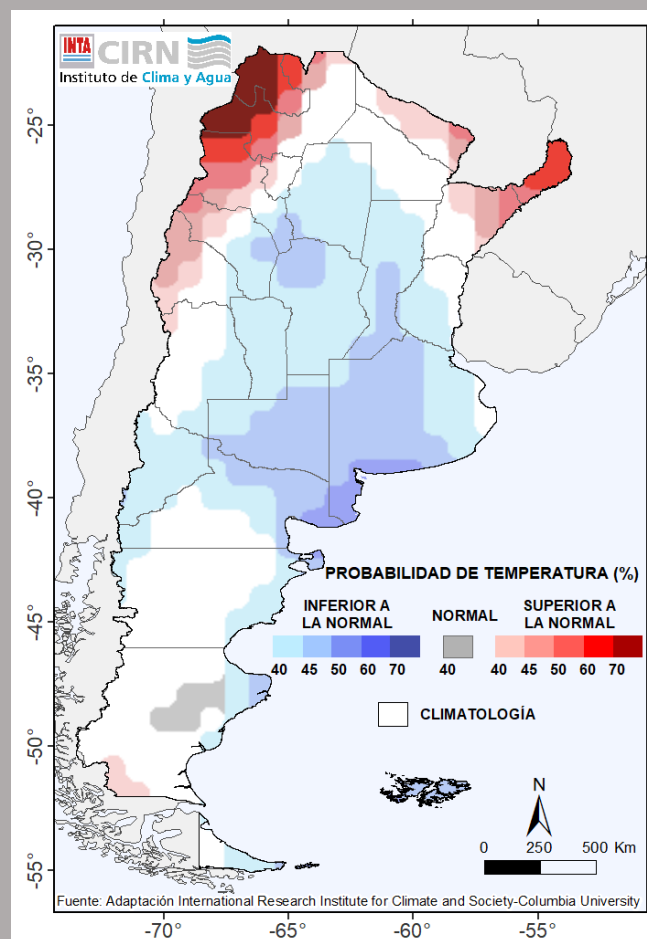 INTA CIRN
Instituto de Clima y Agua
-25°
-30°
-35°
-40°
-45°
-50°
-55°
PROBABILIDAD DE TEMPERATURA (%)
INFERIOR A
LA NORMAL
NORMAL
SUPERIOR A
LA NORMAL
40 45 50 60 70
40
40 45 50 60 70
CLIMATOLOGÍA
N
0 250 500 Km
Fuente: Adaptación International Research Institute for Climate and Society-Columbia University
-70° -65° -60° -55°